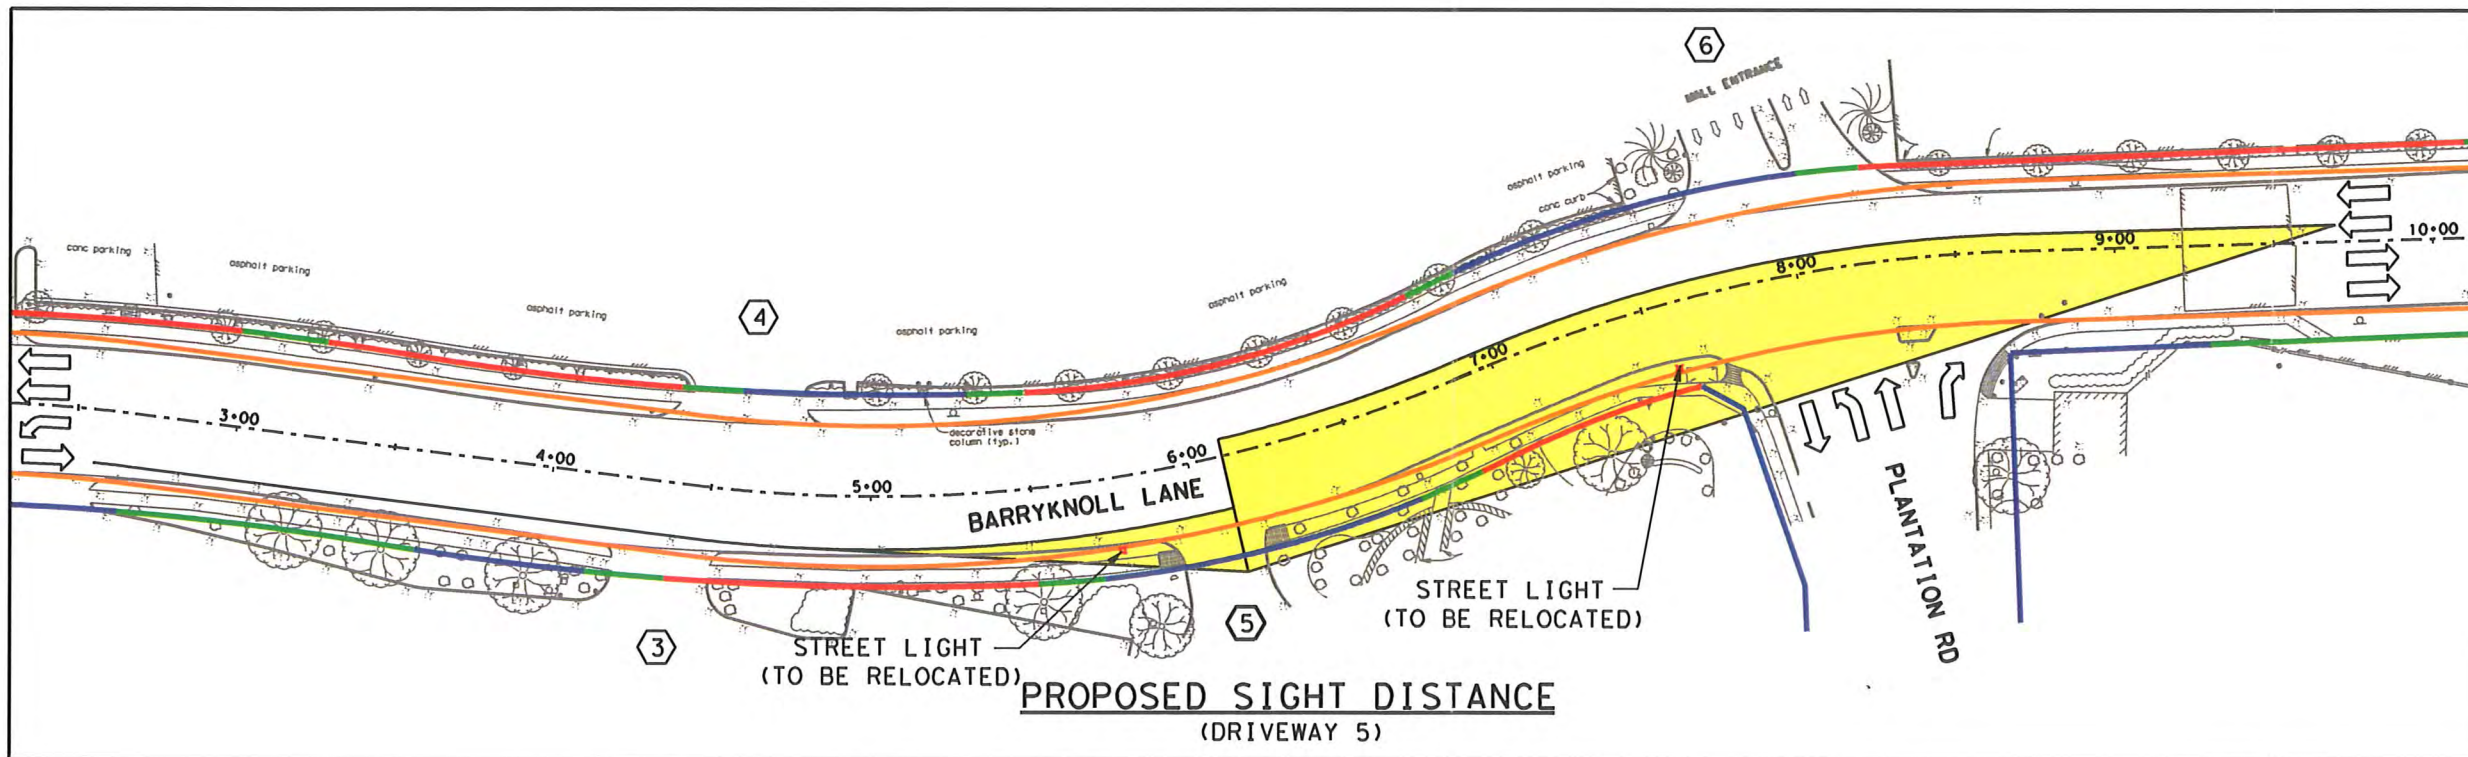 6
MALL ENTRANCE
asphalt parking
conc curb
conc parking
asphalt parking
asphalt parking
4
asphalt parking
asphalt parking
decorative stone
column (typ.)
3+00
4+00
5+00
6+00
7+00
8+00
9+00
10+00
BARRYKNOLL LANE
PLANTATION RD
3
STREET LIGHT
(TO BE RELOCATED)
5
STREET LIGHT
(TO BE RELOCATED)
PROPOSED SIGHT DISTANCE
(DRIVEWAY 5)